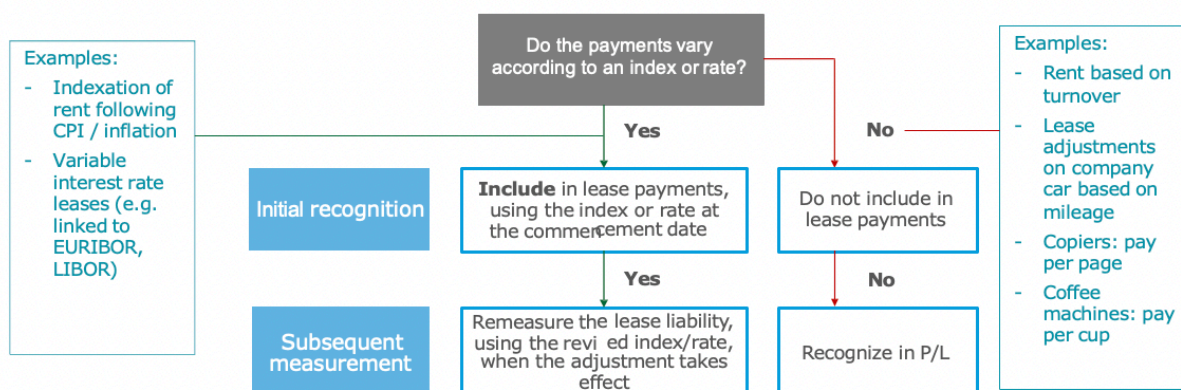 Do the payments vary
according to an index or rate?
Examples:
- Indexation of
rent following
CPI / inflation
- Variable
interest rate
leases (e.g.
linked to
EURIBOR,
LIBOR)
Examples:
- Rent based on
turnover
- Lease
adjustments
on company
car based on
mileage
- Copiers: pay
per page
- Coffee
machines: pay
per cup
Yes
No
Initial recognition
Include in lease payments,
using the index or rate at
the commencement date
Do not include in
lease payments
Yes
No
Subsequent
measurement
Remeasure the lease liability,
using the revi ed index/rate,
when the adjustment takes
effect
Recognize in P/L